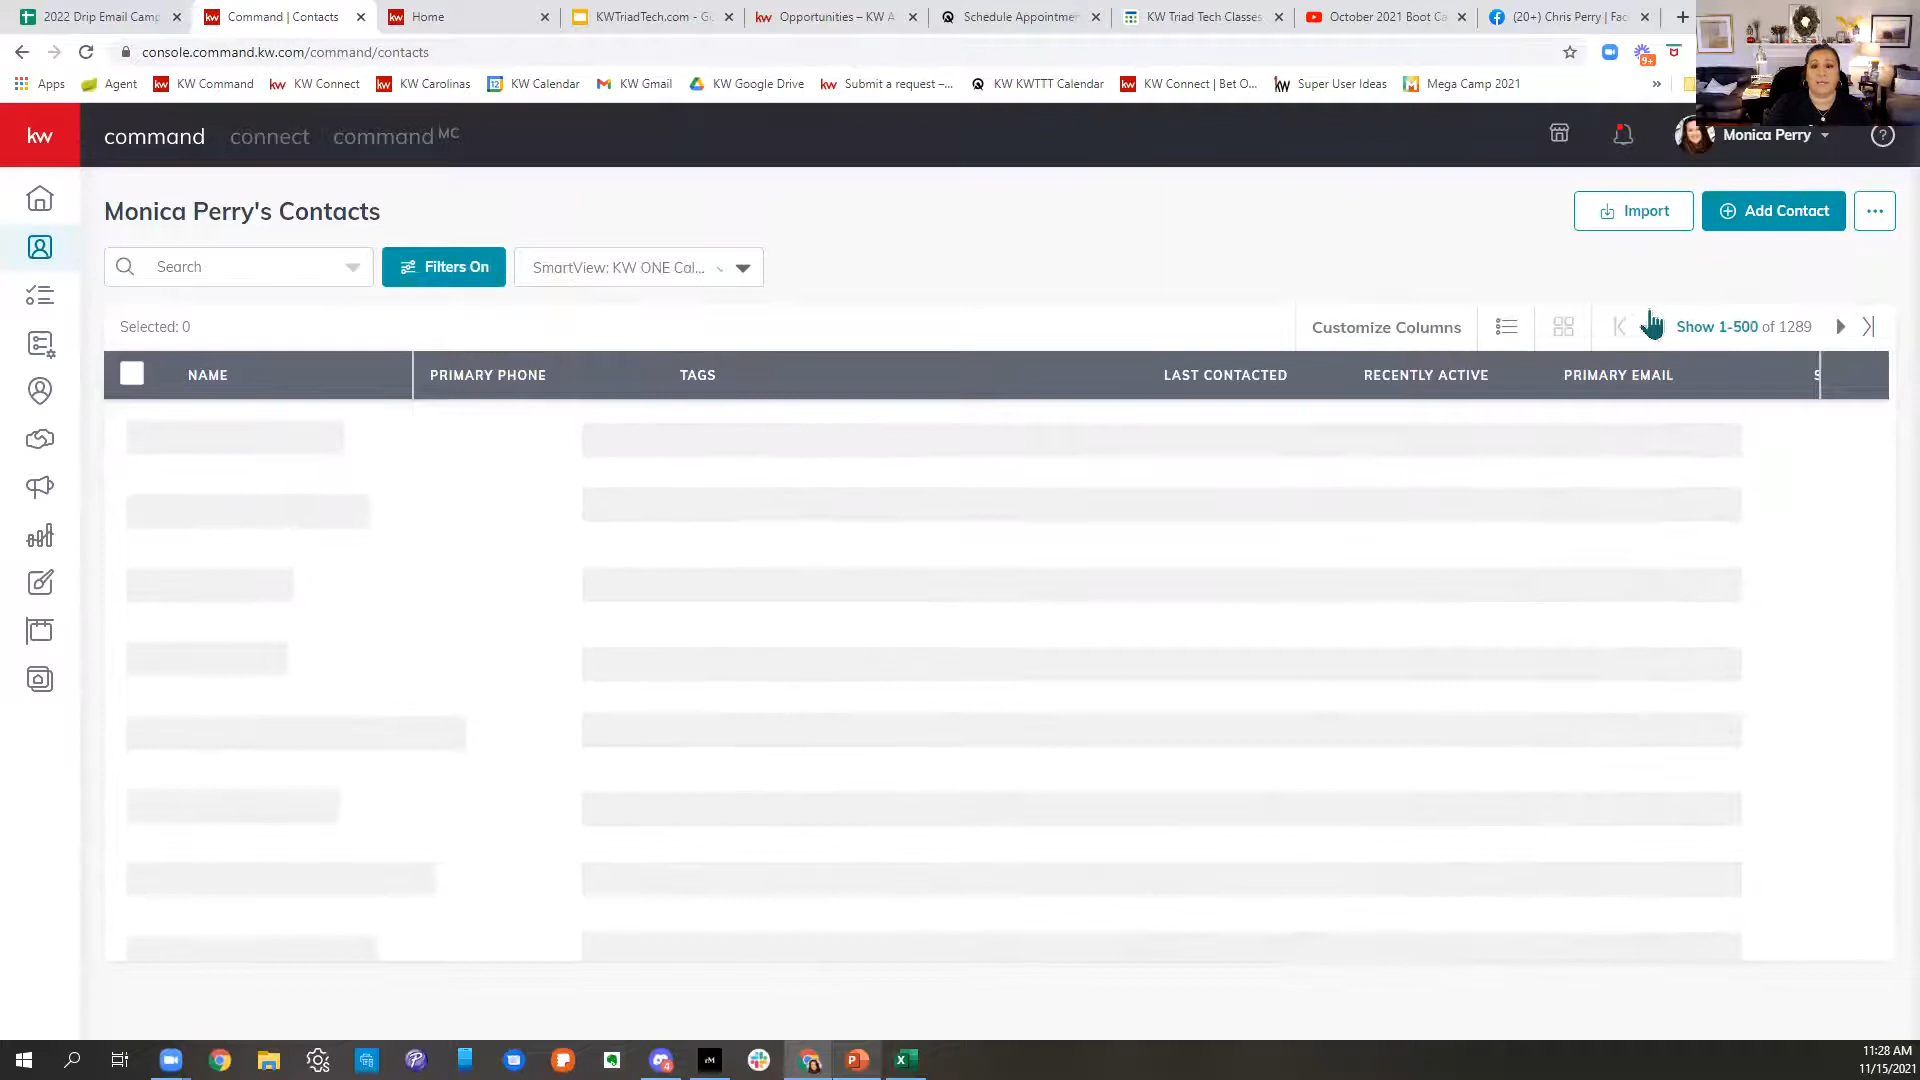 2022 Drip Email Camp
Command | Contacts
Home
KWTriadTech.com - G
Opportunities – KW A
Schedule Appointme
KW Triad Tech Classes
October 2021 Boot Ca
(20+) Chris Perry | Fac
console.command.kw.com/command/contacts
9+
Apps
Agent
KW Command
KW Connect
KW Carolinas
KW Calendar
KW Gmail
KW Google Drive
Submit a request –...
KW KWTTT Calendar
KW Connect | Bet O...
Super User Ideas
Mega Camp 2021
kw
command
connect
command MC
Monica Perry
Monica Perry's Contacts
Import
Add Contact
Search
Filters On
SmartView: KW ONE Cal...
Selected: 0
Customize Columns
Show 1-500 of 1289
NAME
PRIMARY PHONE
TAGS
LAST CONTACTED
RECENTLY ACTIVE
PRIMARY EMAIL
S
11:28 AM
11/15/2021